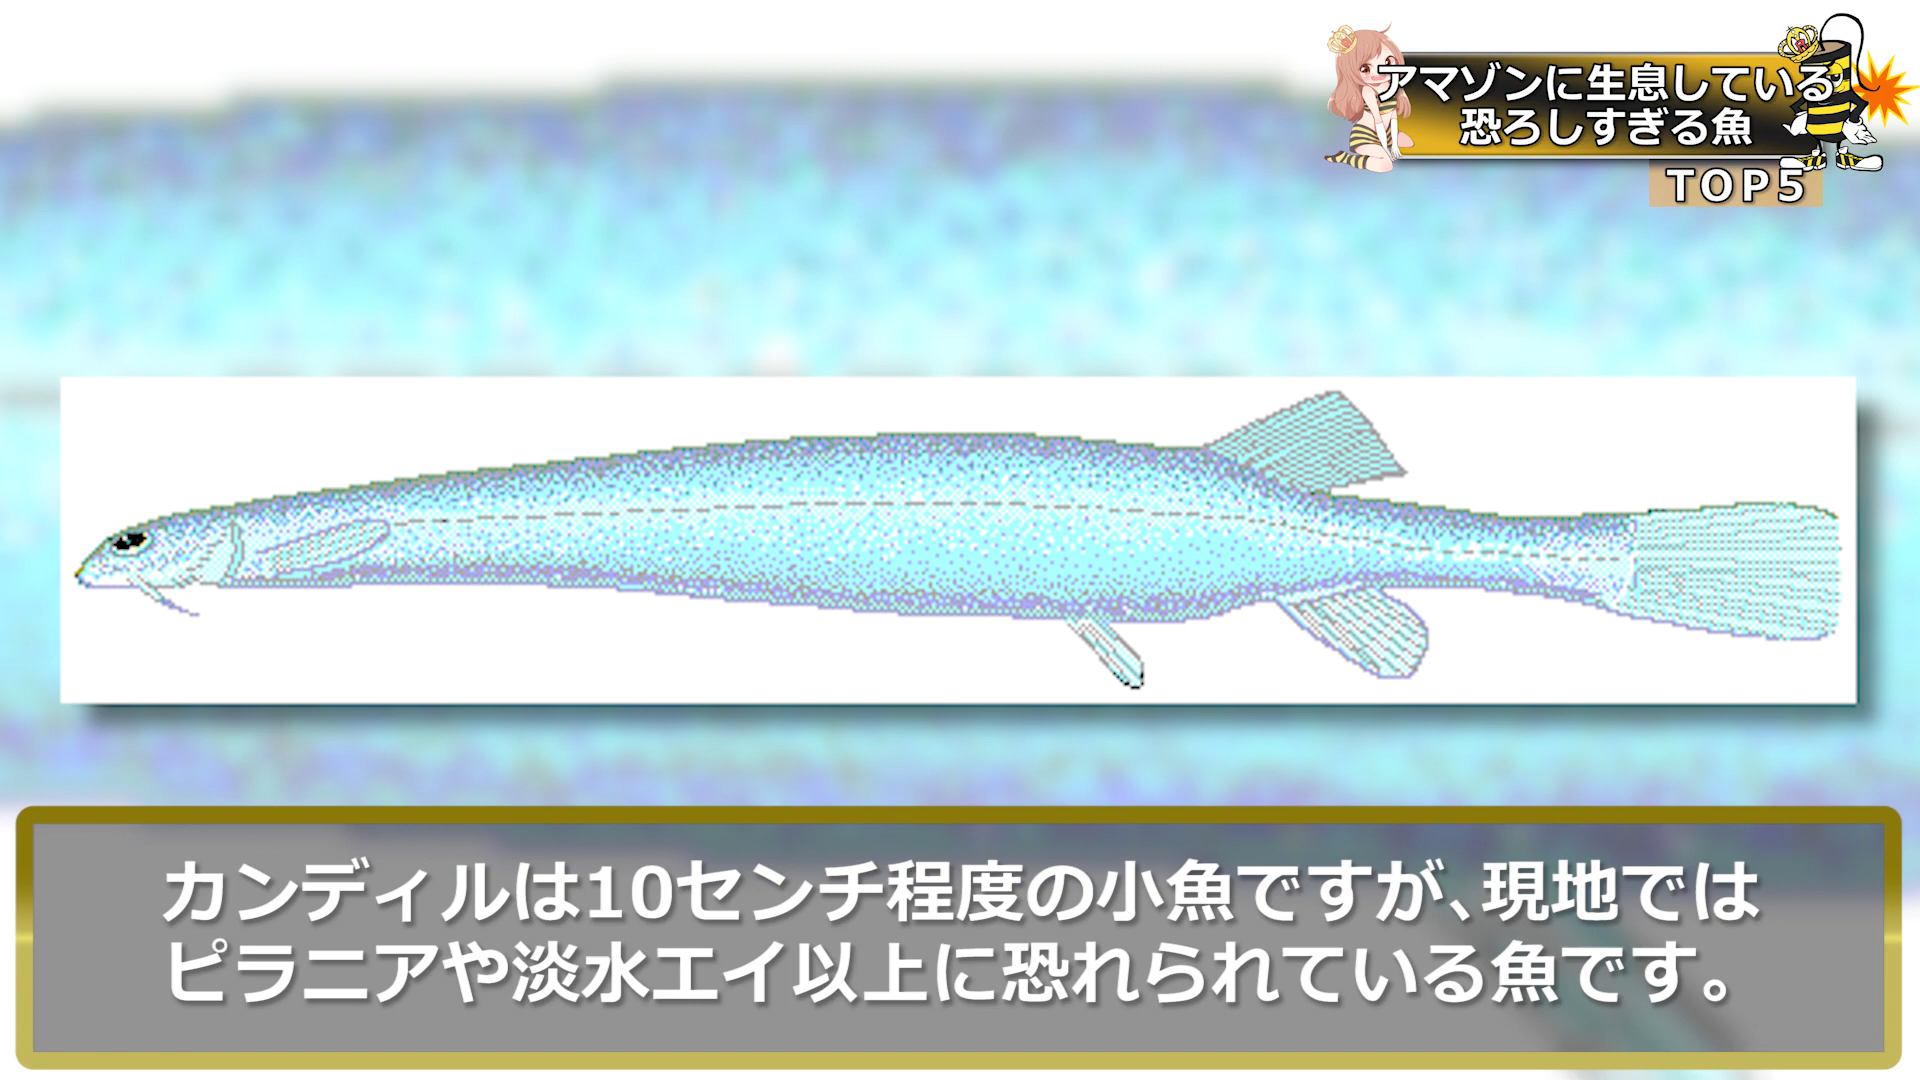 アマゾンに生息している
恐ろしすぎる魚
TOP5
カンディルは10センチ程度の小魚ですが､現地では
ピラニアや淡水エイ以上に恐れられている魚です。